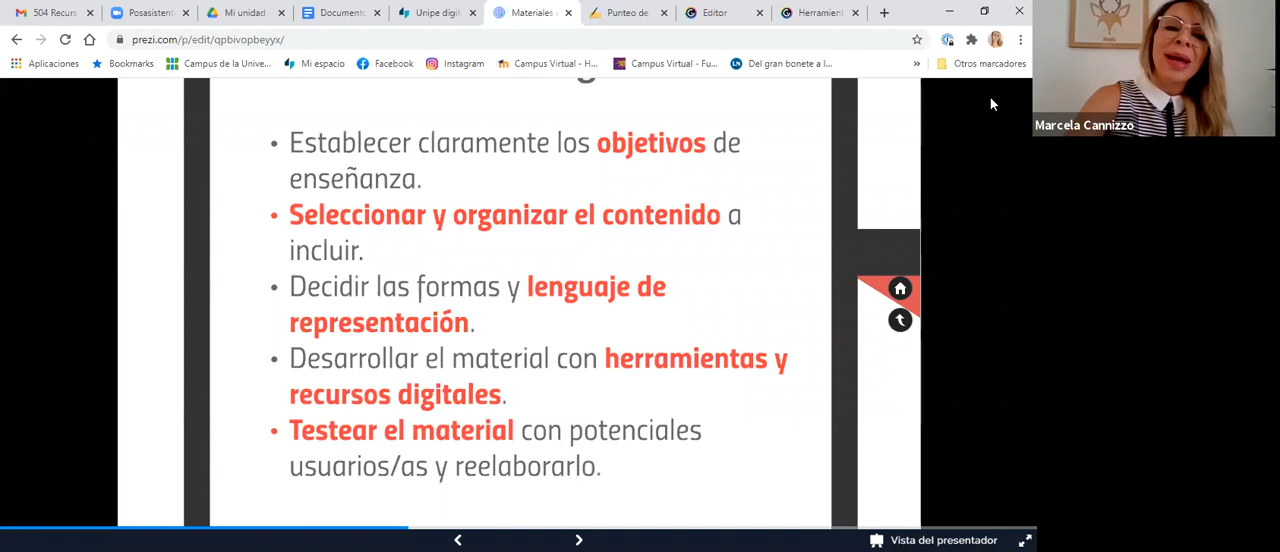 504 Recurs
Posasistent
Mi unidad
Documento
Unipe digit
Materiales
Punteo de
Editor
Herramient
prezi.com/p/edit/qpbivopbeyyx/
Aplicaciones
Bookmarks
Campus de la Unive...
Mi espacio
Facebook
Instagram
Campus Virtual - H...
Campus Virtual - Fu...
Del gran bonete a l...
»
Otros marcadores
Marcela Cannizzo
• Establecer claramente los objetivos de
enseñanza.
• Seleccionar y organizar el contenido a
incluir.
• Decidir las formas y lenguaje de
representación.
• Desarrollar el material con herramientas y
recursos digitales.
• Testear el material con potenciales
usuarios/as y reelaborarlo.
Vista del presentador